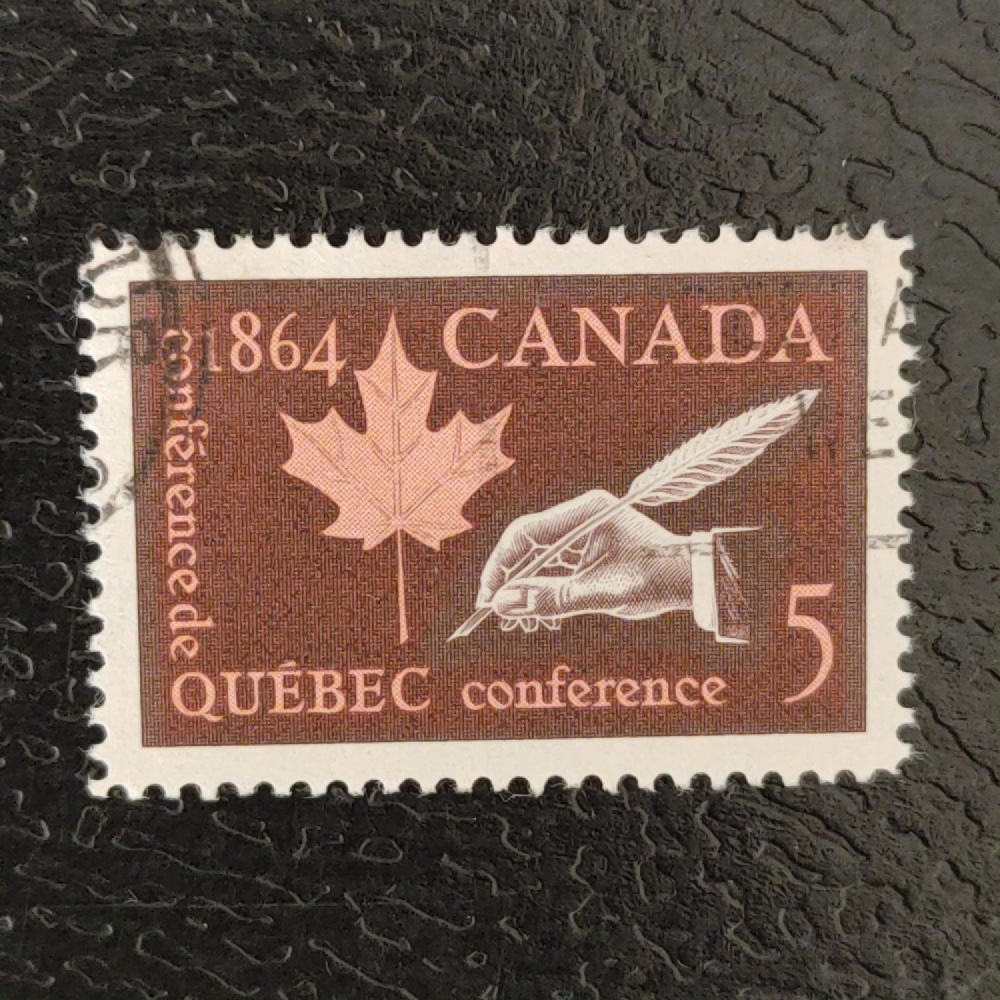 1864 CANADA
conférence de
QUÉBEC conference
5